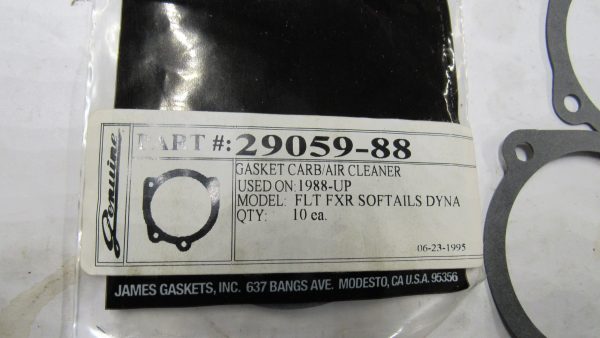 Genuine
PART #: 29059-88
GASKET CARB/AIR CLEANER
USED ON: 1988-UP
MODEL: FLT FXR SOFTAILS DYNA
QTY: 10 ea.
06-23-1995
JAMES GASKETS, INC. 637 BANGS AVE. MODESTO, CA U.S.A. 95356